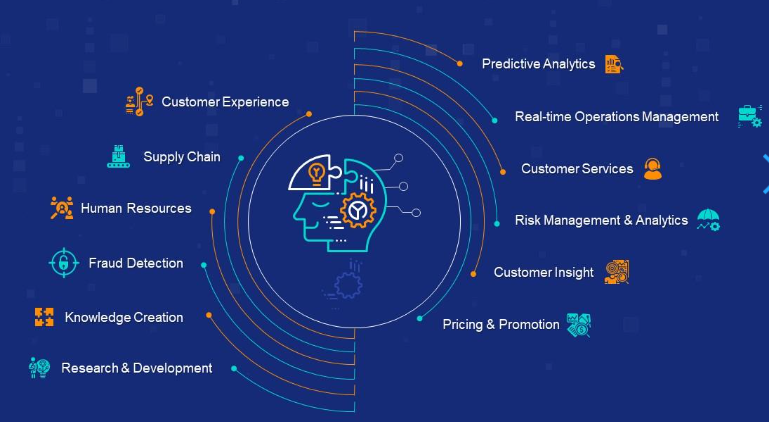 Customer Experience
Supply Chain
Human Resources
Fraud Detection
Knowledge Creation
Research & Development
Predictive Analytics
Real-time Operations Management
Customer Services
Risk Management & Analytics
Customer Insight
Pricing & Promotion